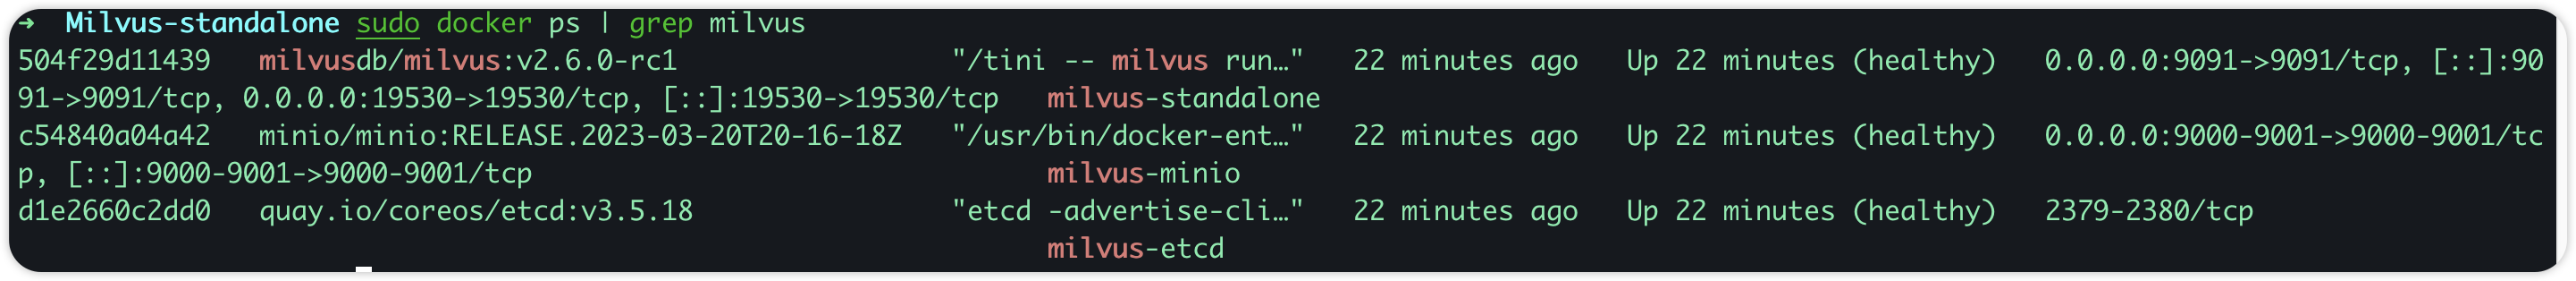 ➜  Milvus-standalone sudo docker ps | grep milvus
504f29d11439   milvusdb/milvus:v2.6.0-rc1                 "/tini -- milvus run…"   22 minutes ago   Up 22 minutes (healthy)   0.0.0.0:9091->9091/tcp, [::]:90
91->9091/tcp, 0.0.0.0:19530->19530/tcp, [::]:19530->19530/tcp   milvus-standalone
c54840a04a42   minio/minio:RELEASE.2023-03-20T20-16-18Z   "/usr/bin/docker-ent…"   22 minutes ago   Up 22 minutes (healthy)   0.0.0.0:9000-9001->9000-9001/tc
p, [::]:9000-9001->9000-9001/tcp                                milvus-minio
d1e2660c2dd0   quay.io/coreos/etcd:v3.5.18                "etcd -advertise-cli…"   22 minutes ago   Up 22 minutes (healthy)   2379-2380/tcp
                                                                milvus-etcd